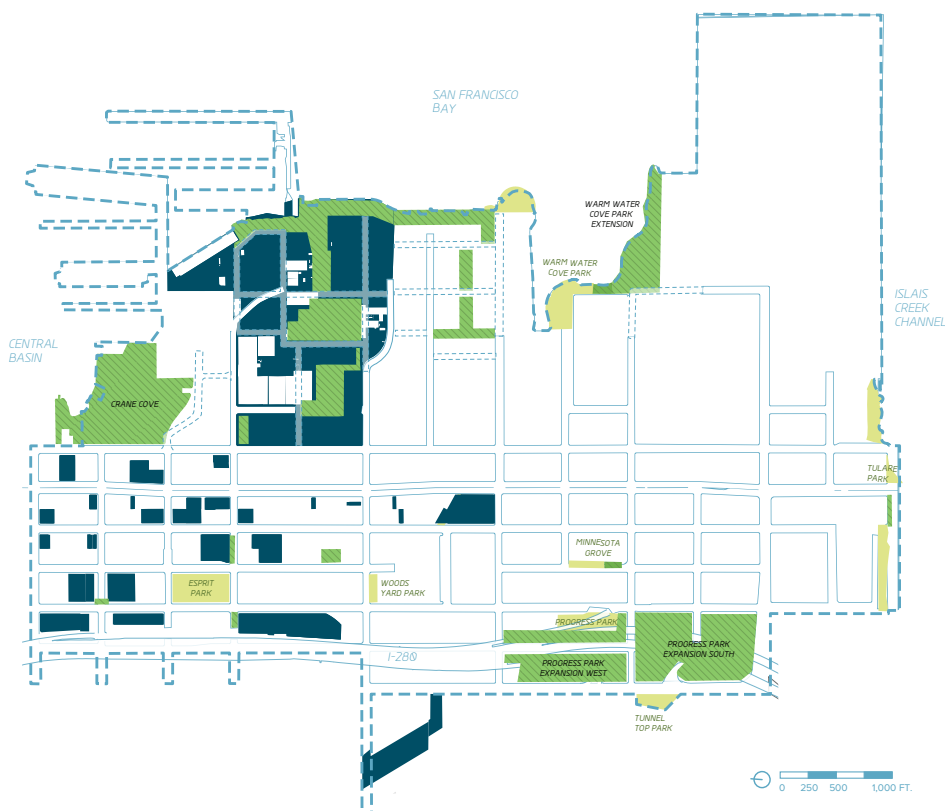 SAN FRANCISCO
BAY
WARM WATER
COVE PARK
EXTENSION
WARM WATER
COVE PARK
ISLAIS
CREEK
CHANNEL
CENTRAL
BASIN
CRANE COVE
TULARE
PARK
MINNESOTA
GROVE
ESPRIT
PARK
WOODS
YARD PARK
PROGRESS PARK
I-280
PROGRESS PARK
EXPANSION SOUTH
PROGRESS PARK
EXPANSION WEST
TUNNEL
TOP PARK
0 250 500 1,000 FT.